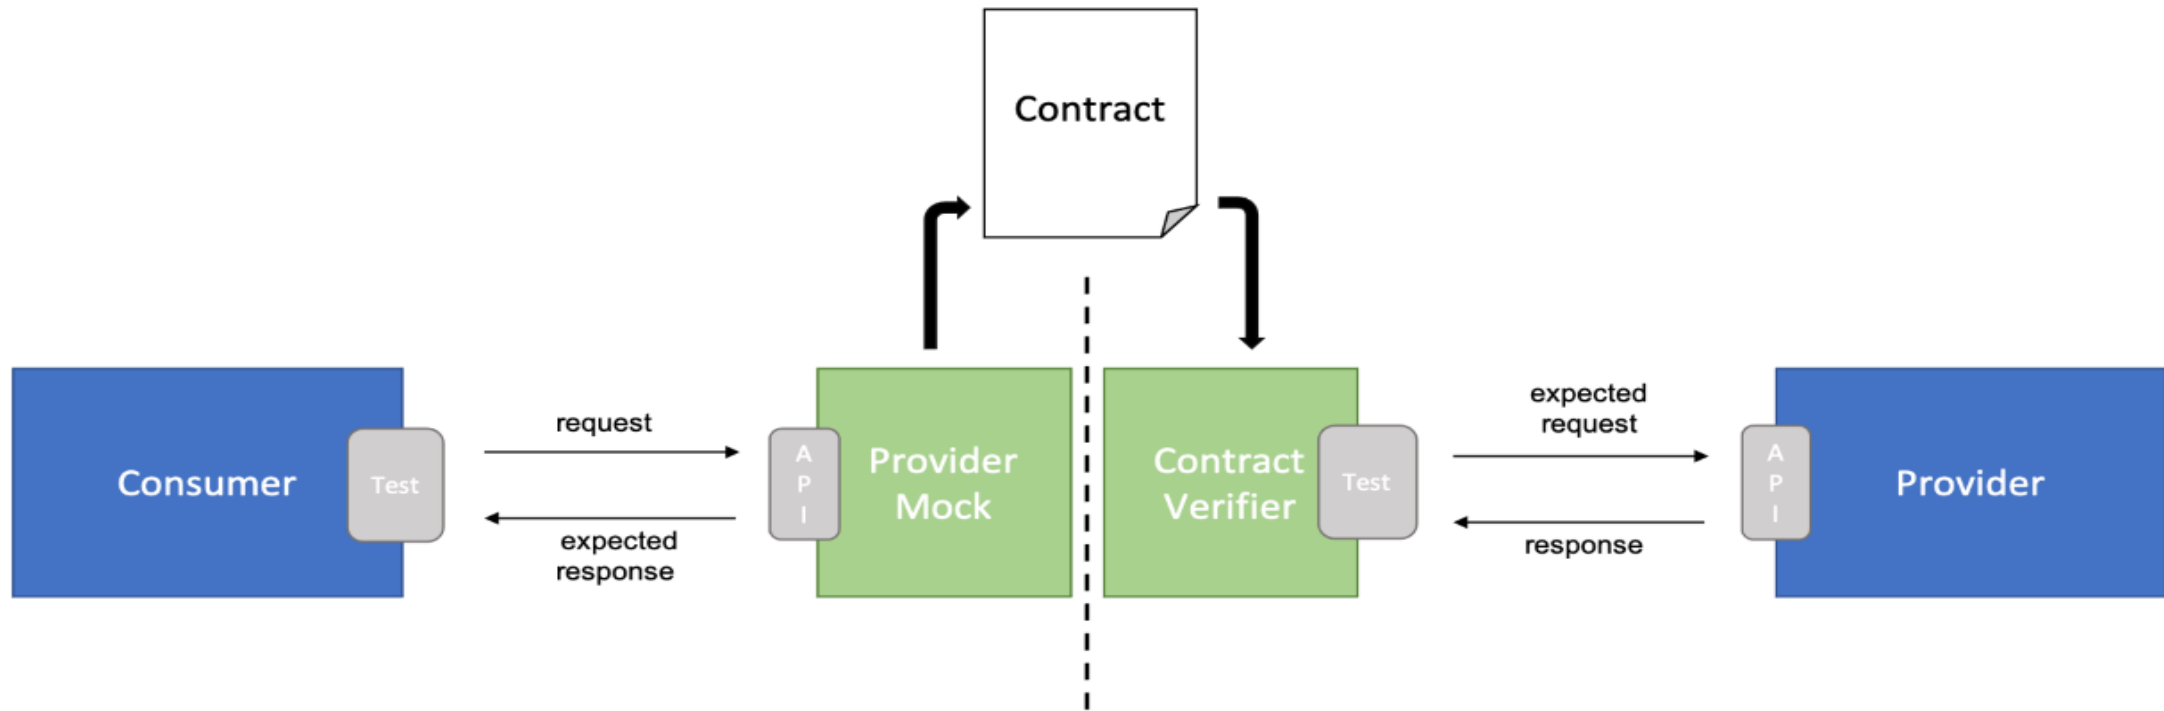 Contract
Consumer
Test
request
expected
response
A
P
I
Provider
Mock
Contract
Verifier
Test
expected
request
response
A
P
I
Provider